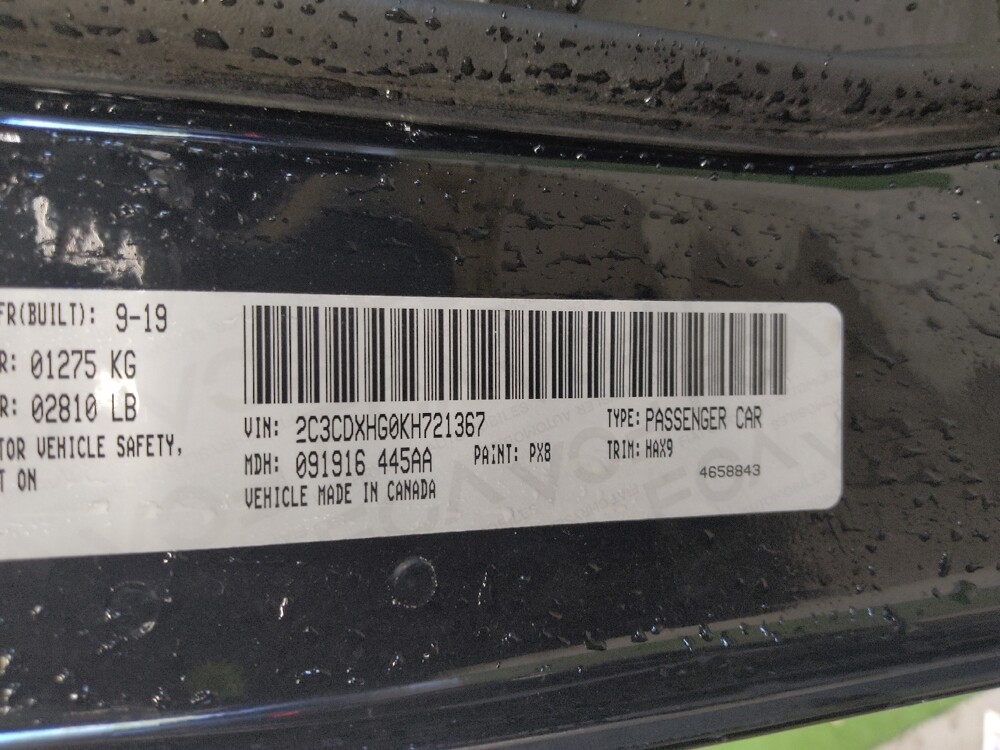 FR(BUILT): 9-19
R: 01275 KG
R: 02810 LB
TOR VEHICLE SAFETY,
T ON
VIN: 2C3CDXHG0KH721367 TYPE: PASSENGER CAR
MDH: 091916 445AA PAINT: PX8 TRIM: HAX9
VEHICLE MADE IN CANADA 4658843